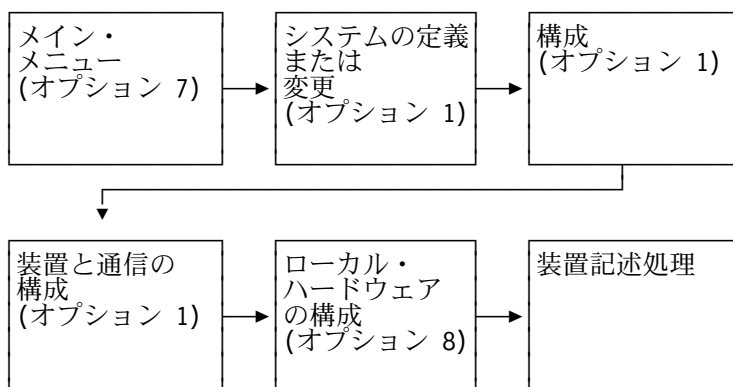 メイン・
メニュー
(オプション 7)
システムの定義
または
変更
(オプション 1)
構成
(オプション 1)
装置と通信の
構成
(オプション 1)
ローカル・
ハードウェア
の構成
(オプション 8)
装置記述処理